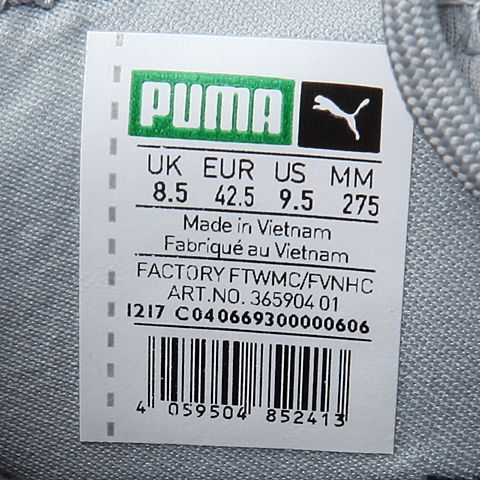 PUMA
UK EUR US MM
8.5 42.5 9.5 275
Made in Vietnam
Fabriqué au Vietnam
FACTORY FTWMC/FVNHC
ART.NO. 365904 01
1217 C040669300000606
4 059504 852413